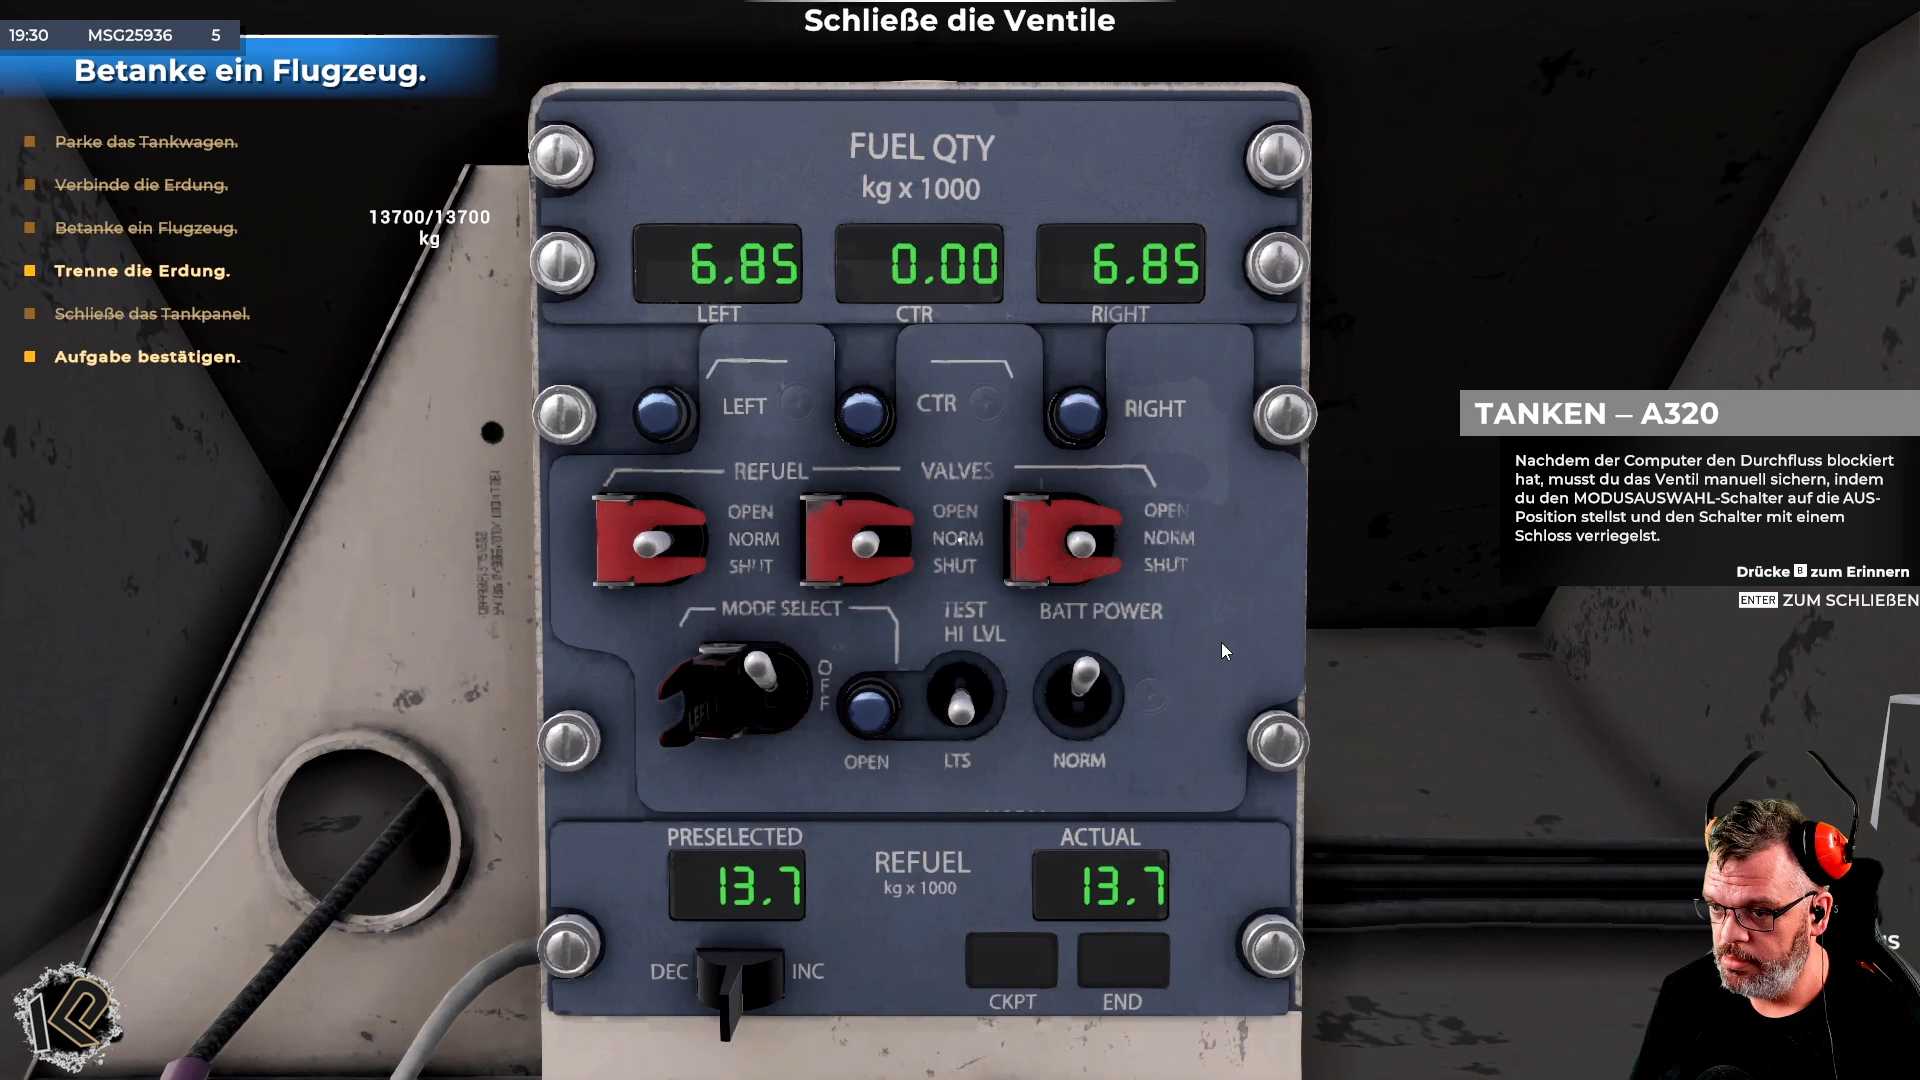 Schließe die Ventile
19:30 MSG25936 5
Betanke ein Flugzeug.
Parke das Tankwagen.
Verbinde die Erdung.
Betanke ein Flugzeug.
Trenne die Erdung.
Schließe das Tankpanel.
Aufgabe bestätigen.
13700/13700
kg
FUEL QTY
kg x 1000
6.85 0.00 6.85
LEFT CTR RIGHT
LEFT CTR RIGHT
REFUEL VALVES
OPEN OPEN OPEN
NORM NORM NORM
SHUT SHUT SHUT
MODE SELECT TEST BATT POWER
HI LVL
OFF
OPEN LTS NORM
PRESELECTED ACTUAL
13.7 REFUEL 13.7
kg x 1000
DEC INC
CKPT END
TANKEN – A320
Nachdem der Computer den Durchfluss blockiert
hat, musst du das Ventil manuell sichern, indem
du den MODUSAUSWAHL-Schalter auf die AUS-
Position stellst und den Schalter mit einem
Schloss verriegelst.
Drücke B zum Erinnern
ENTER ZUM SCHLIEßEN